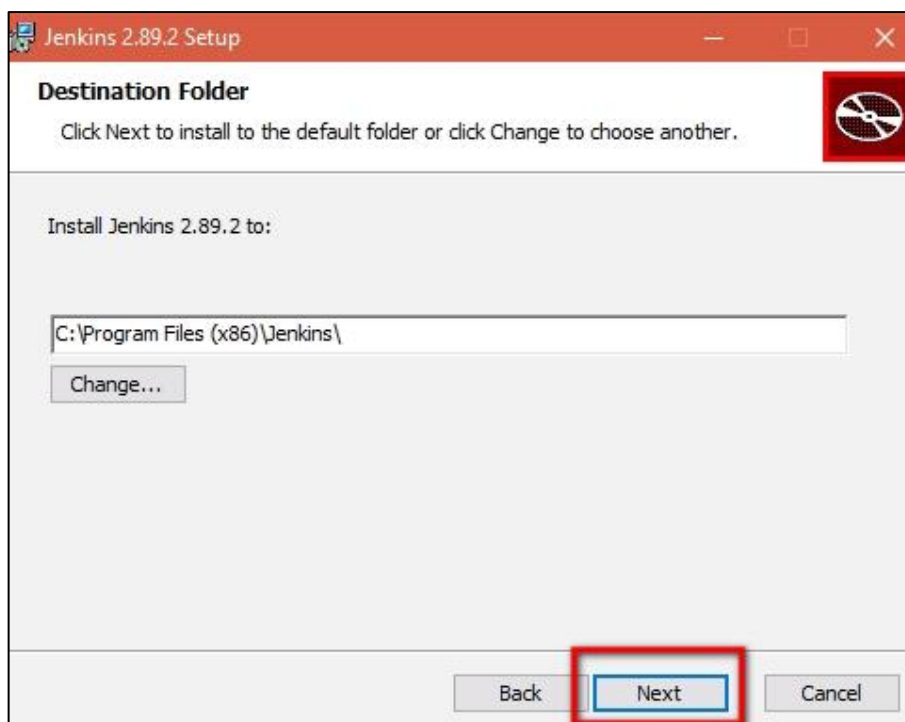 Jenkins 2.89.2 Setup
Destination Folder
Click Next to install to the default folder or click Change to choose another.
Install Jenkins 2.89.2 to:
C:\Program Files (x86)\Jenkins\
Change...
Back Next Cancel